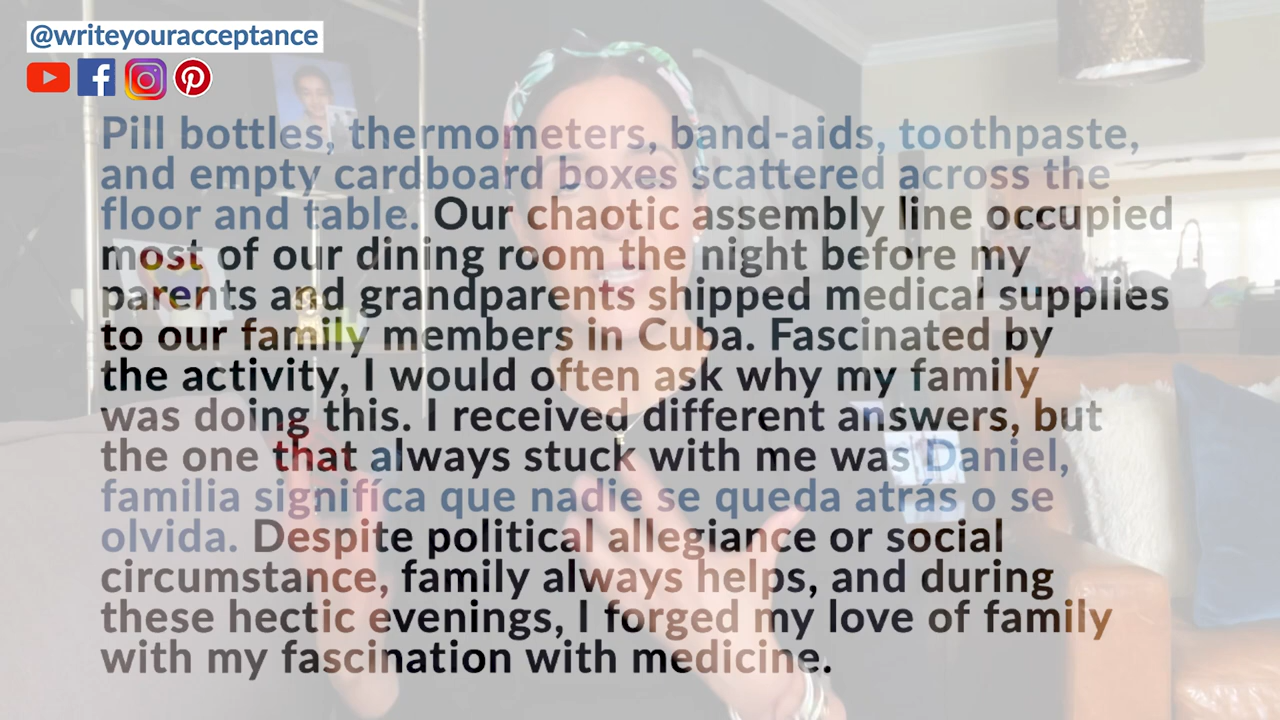 @writeyouracceptance
Pill bottles, thermometers, band-aids, toothpaste,
and empty cardboard boxes scattered across the
floor and table. Our chaotic assembly line occupied
most of our dining room the night before my
parents and grandparents shipped medical supplies
to our family members in Cuba. Fascinated by
the activity, I would often ask why my family
was doing this. I received different answers, but
the one that always stuck with me was Daniel,
familia significa que nadie se queda atrás o se
olvida. Despite political allegiance or social
circumstance, family always helps, and during
these hectic evenings, I forged my love of family
with my fascination with medicine.